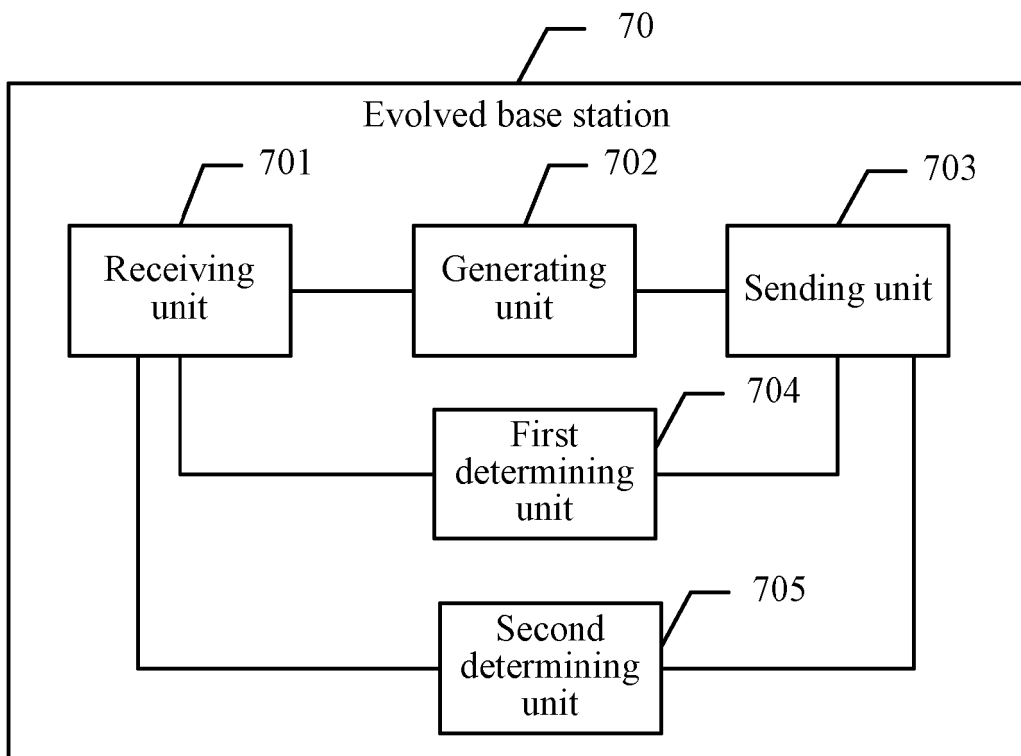 70
Evolved base station
701
702
703
Receiving
unit
Generating
unit
Sending unit
704
First
determining
unit
705
Second
determining
unit